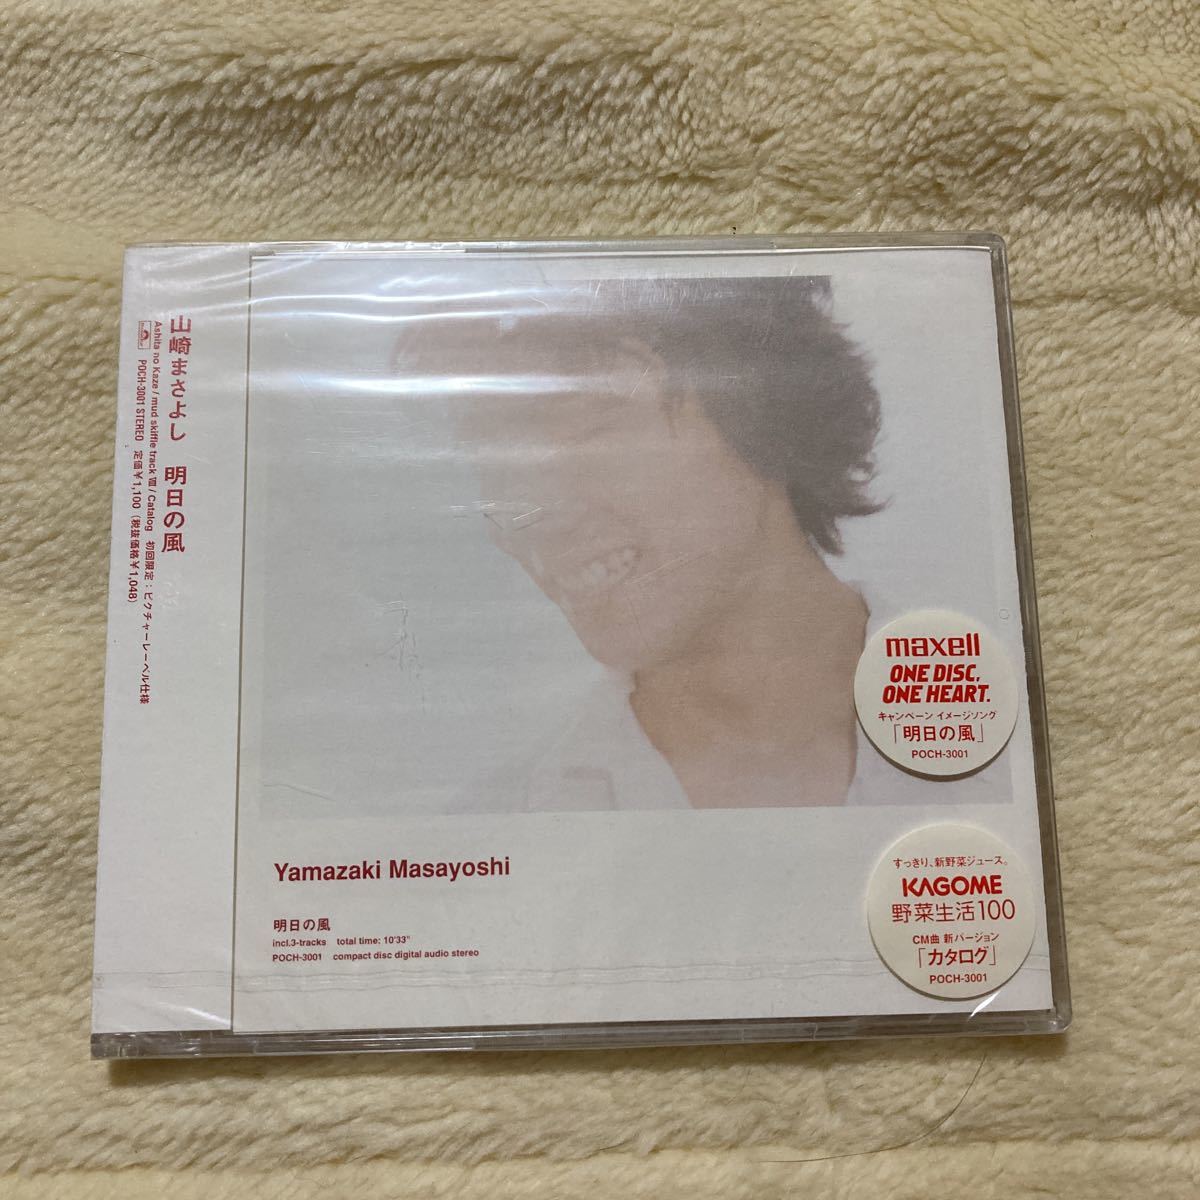 山崎まさよし 明日の風
Ashita no Kaze / mud skiffle track Ⅷ / Catalog 初回限定：ピクチャーレーベル仕様
POCH-3001 STEREO 定価￥1,100（税抜価格￥1,048）
maxell
ONE DISC,
ONE HEART.
キャンペーン イメージソング
「明日の風」
POCH-3001
Yamazaki Masayoshi
明日の風
incl.3-tracks total time: 10'33"
POCH-3001 compact disc digital audio stereo
すっきり、新野菜ジュース。
KAGOME
野菜生活100
CM曲 新バージョン
「カタログ」
POCH-3001